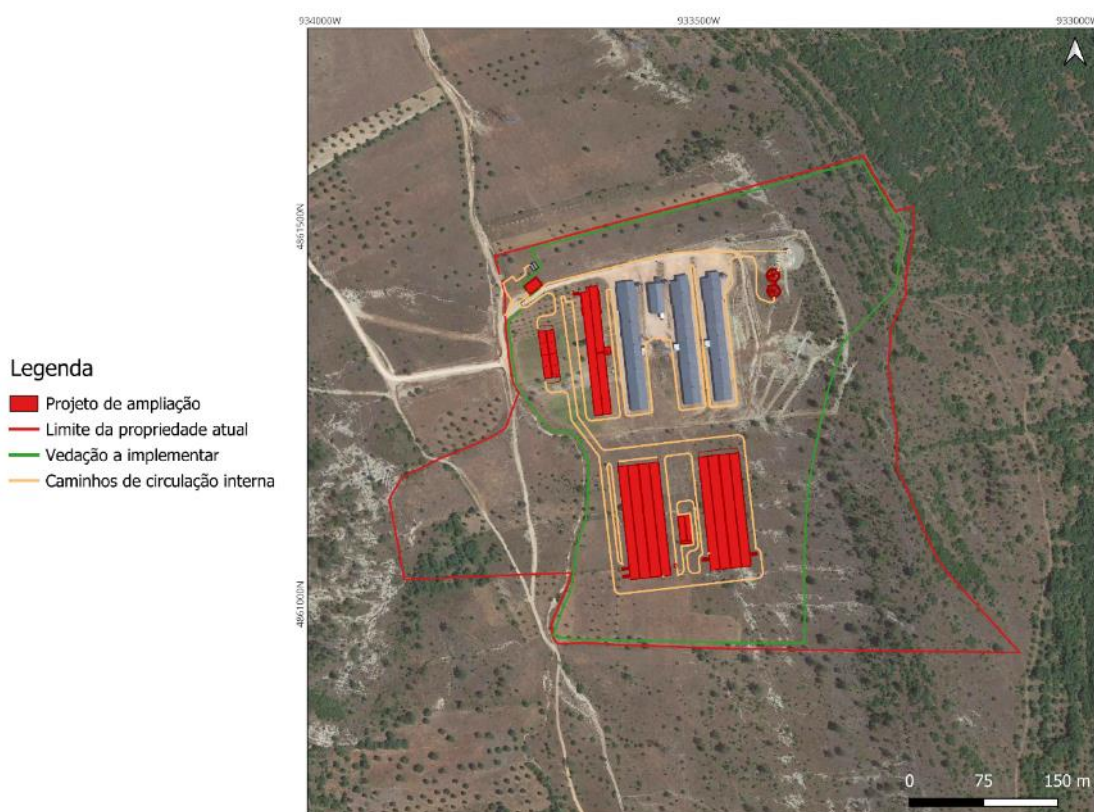 934000W
933500W
933000W
4861500N
Legenda
Projeto de ampliação
Limite da propriedade atual
Vedação a implementar
Caminhos de circulação interna
4861000N
0 75 150 m